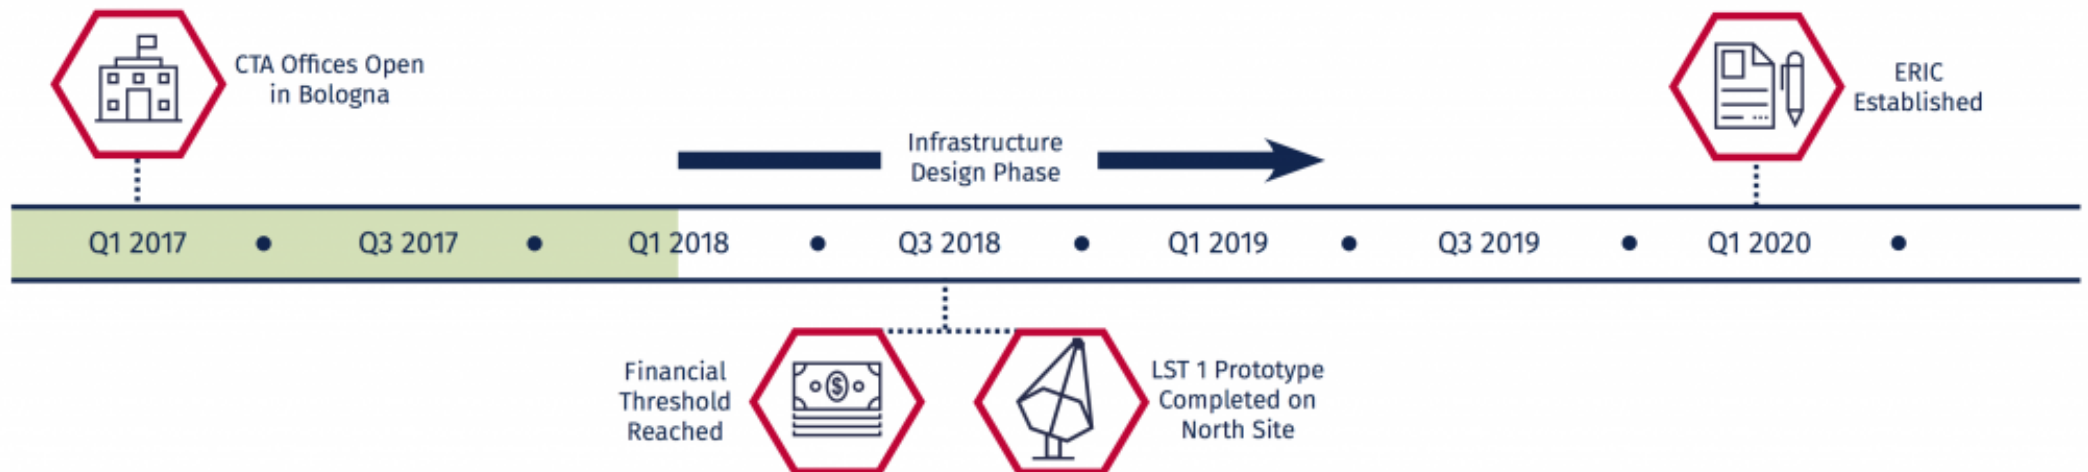 CTA Offices Open
in Bologna
Infrastructure
Design Phase
ERIC
Established
Q1 2017 • Q3 2017 • Q1 2018 • Q3 2018 • Q1 2019 • Q3 2019 • Q1 2020 •
Financial
Threshold
Reached
$
LST 1 Prototype
Completed on
North Site